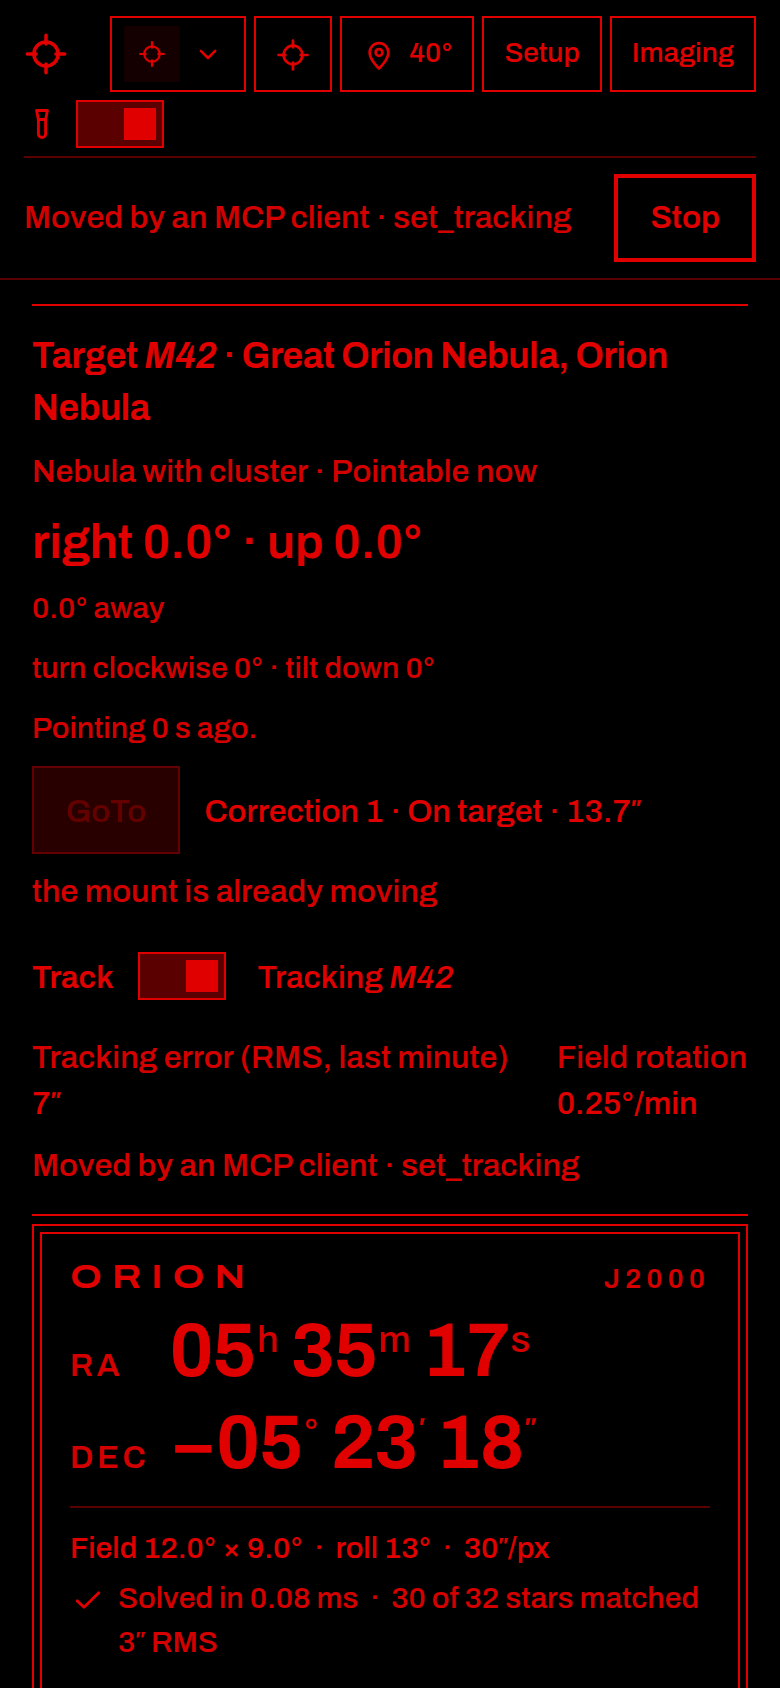 40°
Setup
Imaging
Moved by an MCP client · set_tracking
Stop
Target M42 · Great Orion Nebula, Orion
Nebula
Nebula with cluster · Pointable now
right 0.0° · up 0.0°
0.0° away
turn clockwise 0° · tilt down 0°
Pointing 0 s ago.
GoTo
Correction 1 · On target · 13.7″
the mount is already moving
Track
Tracking M42
Tracking error (RMS, last minute)
7″
Field rotation
0.25°/min
Moved by an MCP client · set_tracking
ORION
J2000
RA 05h 35m 17s
DEC −05° 23′ 18″
Field 12.0° × 9.0° · roll 13° · 30″/px
Solved in 0.08 ms · 30 of 32 stars matched
3″ RMS